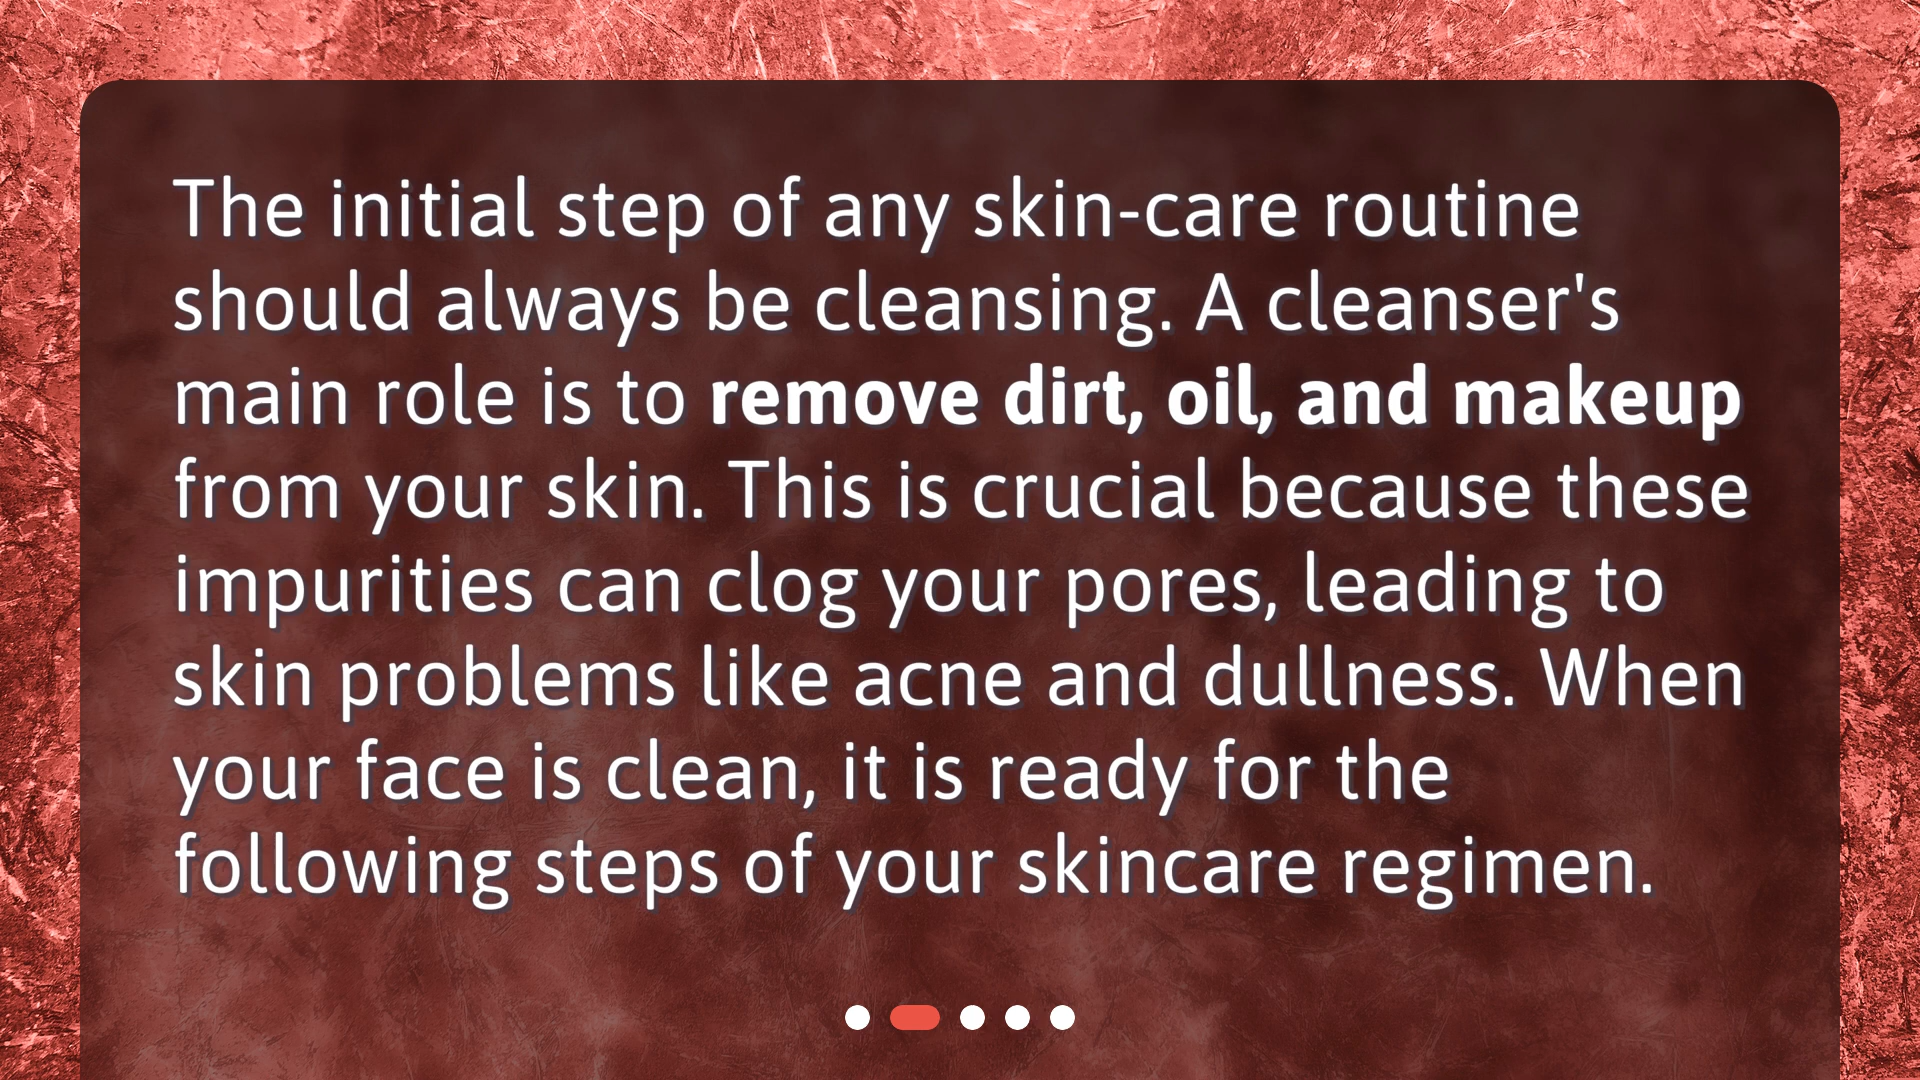 The initial step of any skin-care routine
should always be cleansing. A cleanser's
main role is to remove dirt, oil, and makeup
from your skin. This is crucial because these
impurities can clog your pores, leading to
skin problems like acne and dullness. When
your face is clean, it is ready for the
following steps of your skincare regimen.